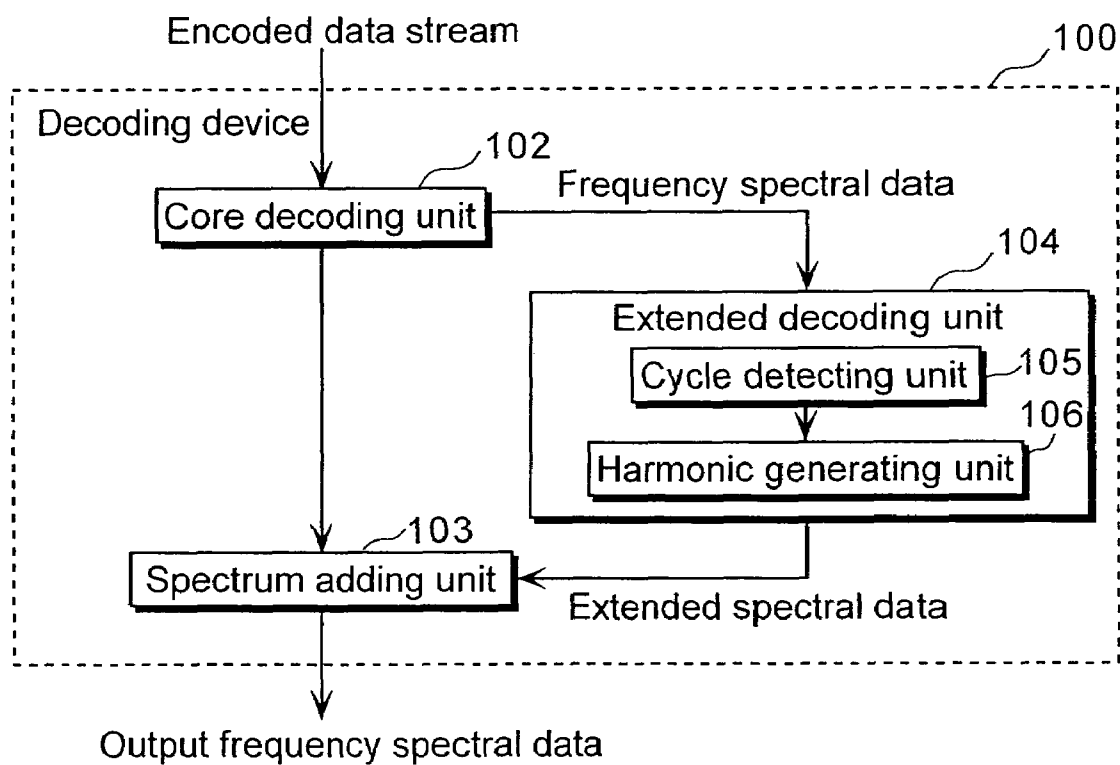 Encoded data stream
100
Decoding device
102
Core decoding unit
Frequency spectral data
104
Extended decoding unit
Cycle detecting unit
105
106
Harmonic generating unit
103
Spectrum adding unit
Extended spectral data
Output frequency spectral data